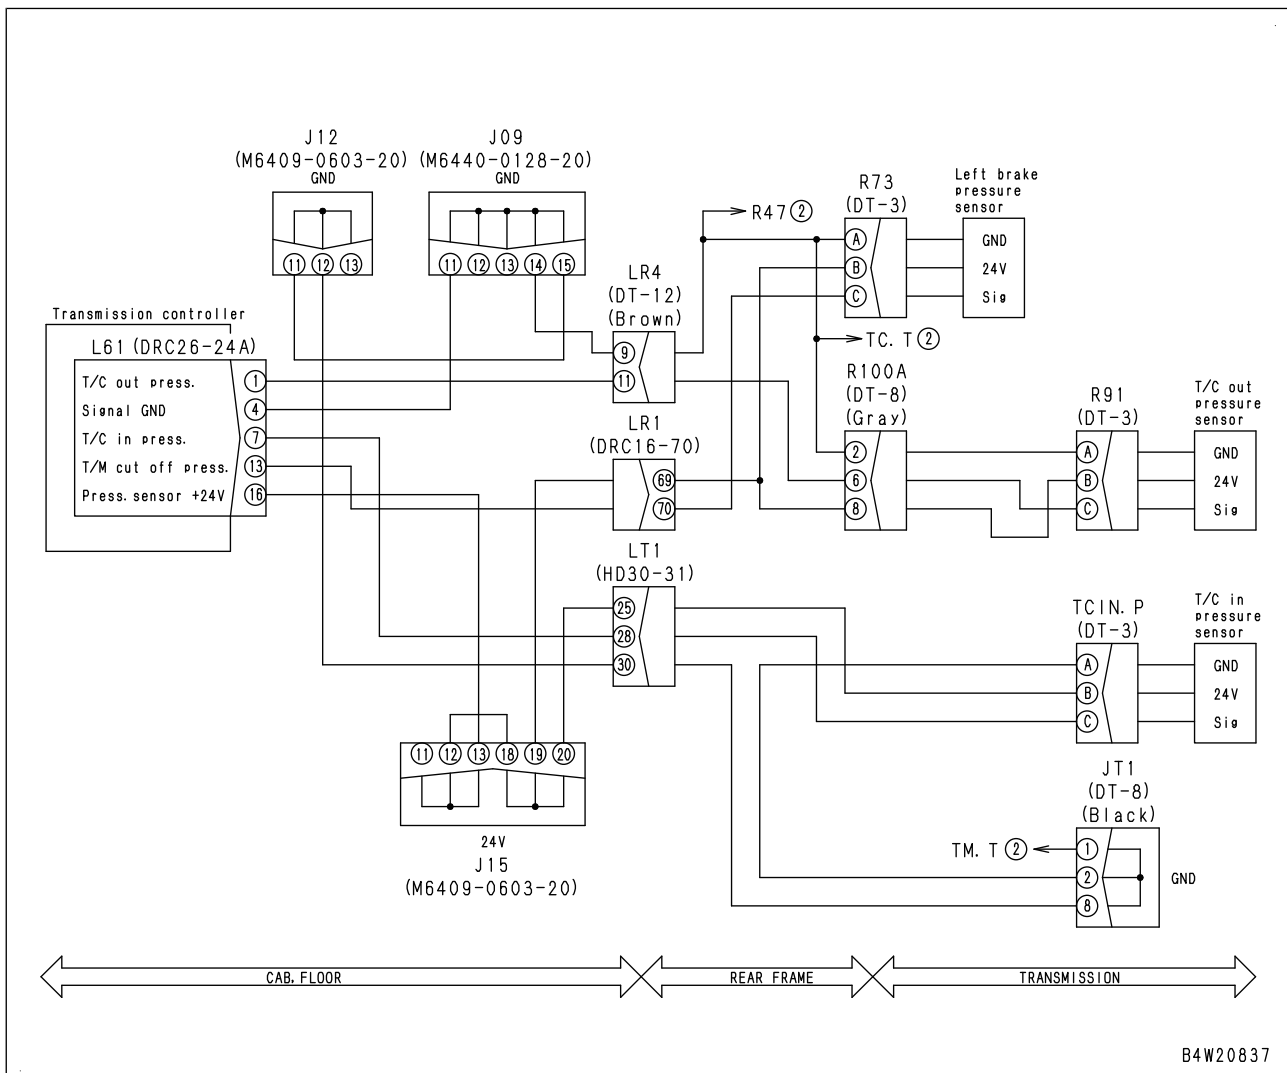 J12
(M6409-0603-20)
GND
11 12 13
J09
(M6440-0128-20)
GND
11 12 13 14 15
Transmission controller
L61 (DRC26-24A)
T/C out press. 1
Signal GND 4
T/C in press. 7
T/M cut off press. 13
Press. sensor +24V 16
LR4
(DT-12)
(Brown)
9
11
LR1
(DRC16-70)
69
70
LT1
(HD30-31)
25
28
30
11 12 13 18 19 20
24V
J15
(M6409-0603-20)
R47 2
R73
(DT-3)
A
B
C
Left brake
pressure
sensor
GND
24V
Sig
TC. T 2
R100A
(DT-8)
(Gray)
2
6
8
R91
(DT-3)
A
B
C
T/C out
pressure
sensor
GND
24V
Sig
TCIN. P
(DT-3)
A
B
C
T/C in
pressure
sensor
GND
24V
Sig
JT1
(DT-8)
(Black)
TM. T 2
1
2
8
GND
CAB. FLOOR
REAR FRAME
TRANSMISSION
B4W20837